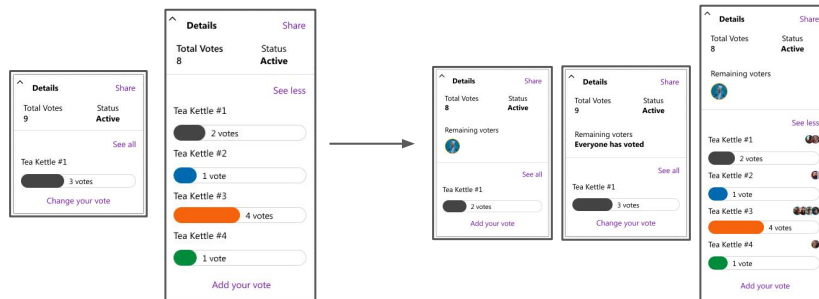 Details Share
Total Votes Status
9 Active
See all
Tea Kettle #1
3 votes
Change your vote
Details Share
Total Votes Status
8 Active
See less
Tea Kettle #1
2 votes
Tea Kettle #2
1 vote
Tea Kettle #3
4 votes
Tea Kettle #4
1 vote
Add your vote
Details Share
Total Votes Status
8 Active
Remaining voters
See all
Tea Kettle #1
2 votes
Add your vote
Details Share
Total Votes Status
9 Active
Remaining voters
Everyone has voted
See all
Tea Kettle #1
3 votes
Change your vote
Details Share
Total Votes Status
8 Active
Remaining voters
See less
Tea Kettle #1
2 votes
Tea Kettle #2
1 vote
Tea Kettle #3
4 votes
Tea Kettle #4
1 vote
Add your vote